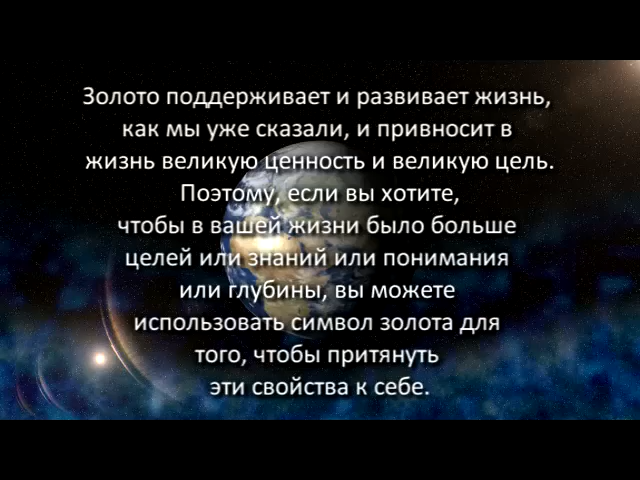 Золото поддерживает и развивает жизнь,
как мы уже сказали, и привносит в
жизнь великую ценность и великую цель.
Поэтому, если вы хотите,
чтобы в вашей жизни было больше
целей или знаний или понимания
или глубины, вы можете
использовать символ золота для
того, чтобы притянуть
эти свойства к себе.